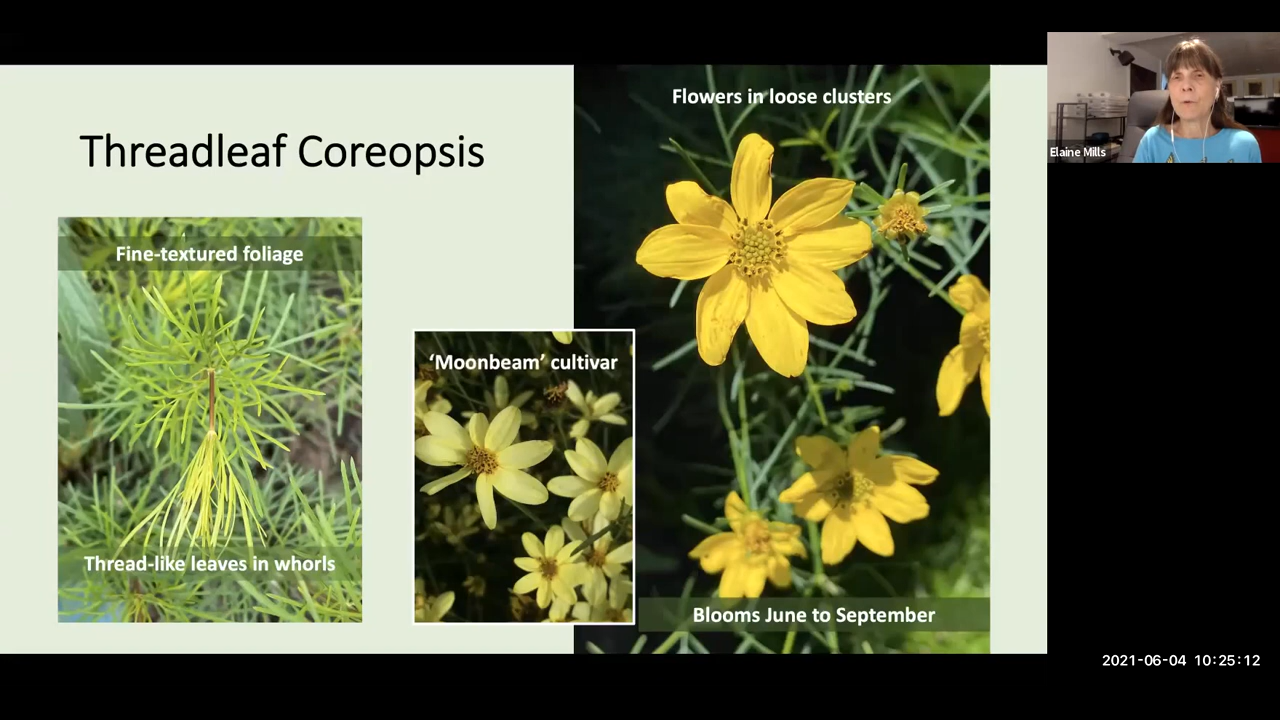 Threadleaf Coreopsis
Fine-textured foliage
Thread-like leaves in whorls
‘Moonbeam’ cultivar
Flowers in loose clusters
Blooms June to September
Elaine Mills
2021-06-04 10:25:12